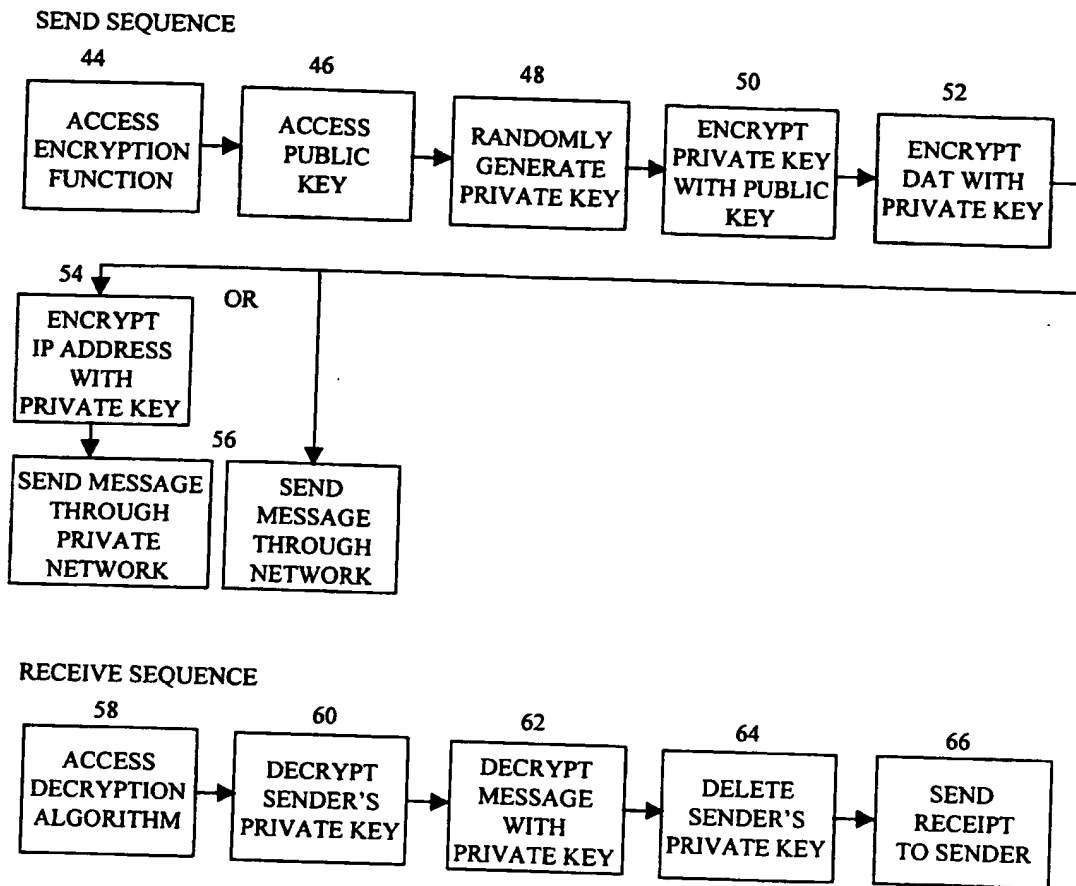 SEND SEQUENCE
44
ACCESS
ENCRYPTION
FUNCTION
46
ACCESS
PUBLIC
KEY
48
RANDOMLY
GENERATE
PRIVATE KEY
50
ENCRYPT
PRIVATE KEY
WITH PUBLIC
KEY
52
ENCRYPT
DAT WITH
PRIVATE KEY
54
ENCRYPT
IP ADDRESS
WITH
PRIVATE KEY
OR
56
SEND MESSAGE
THROUGH
PRIVATE
NETWORK
SEND
MESSAGE
THROUGH
NETWORK
RECEIVE SEQUENCE
58
ACCESS
DECRYPTION
ALGORITHM
60
DECRYPT
SENDER'S
PRIVATE KEY
62
DECRYPT
MESSAGE
WITH
PRIVATE KEY
64
DELETE
SENDER'S
PRIVATE KEY
66
SEND
RECEIPT
TO SENDER